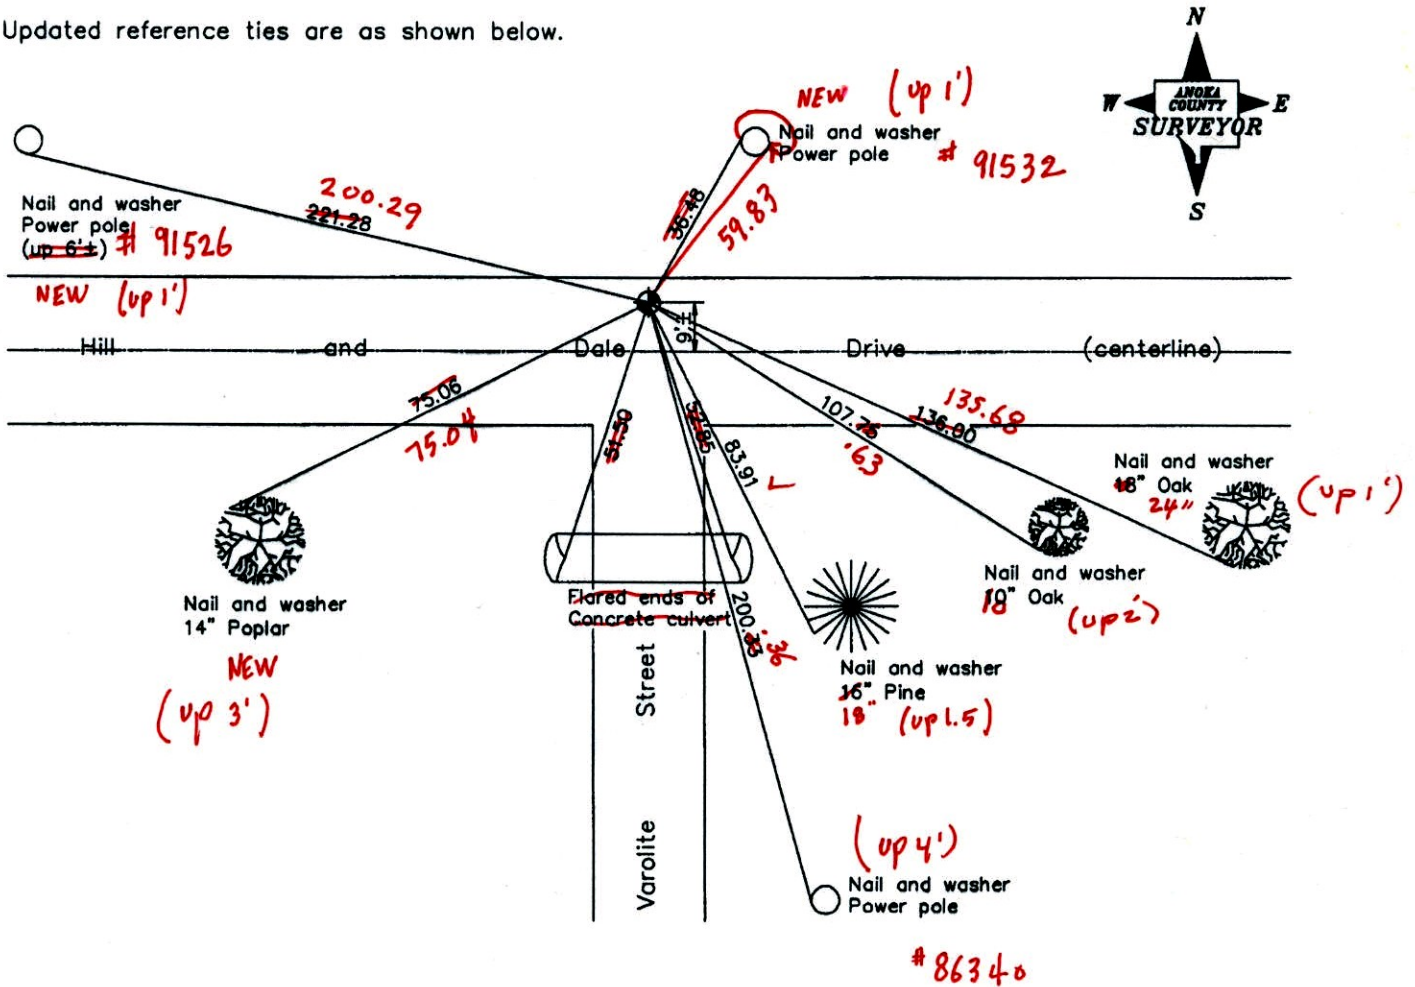 Updated reference ties are as shown below.
N
W ANOKA COUNTY E
SURVEYOR
S
NEW (up 1')
Nail and washer
Power pole # 91532
Nail and washer
Power pole
(up 6'±) # 91526
NEW (up 1')
200.29
221.28
59.83
9'±
Hill and Dale Drive (centerline)
75.06
75.04
51.50
52.85
83.91
107.76
.63
135.68
136.00
Nail and washer
18" Oak
24"
(up 1')
Nail and washer
10" Oak
18 (up 2')
Nail and washer
14" Poplar
NEW
(up 3')
Flared ends of
Concrete culvert
200.33
.36
Nail and washer
16" Pine
18" (up 1.5)
Varolite Street
(up 4')
Nail and washer
Power pole
# 86340